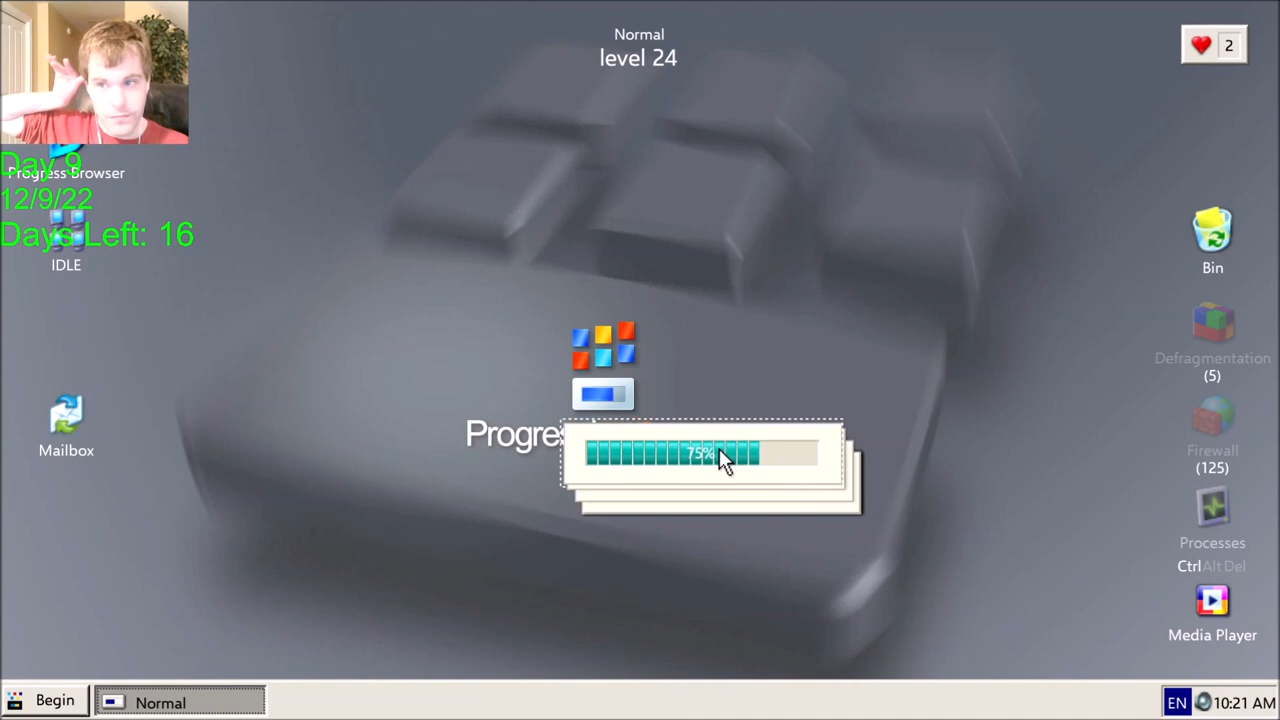 Normal
level 24
2
Progress Browser
Day 9
12/9/22
Days Left: 16
IDLE
Bin
Defragmentation
(5)
Mailbox
Progre
75%
Firewall
(125)
Processes
Ctrl Alt Del
Media Player
Begin
Normal
EN
10:21 AM